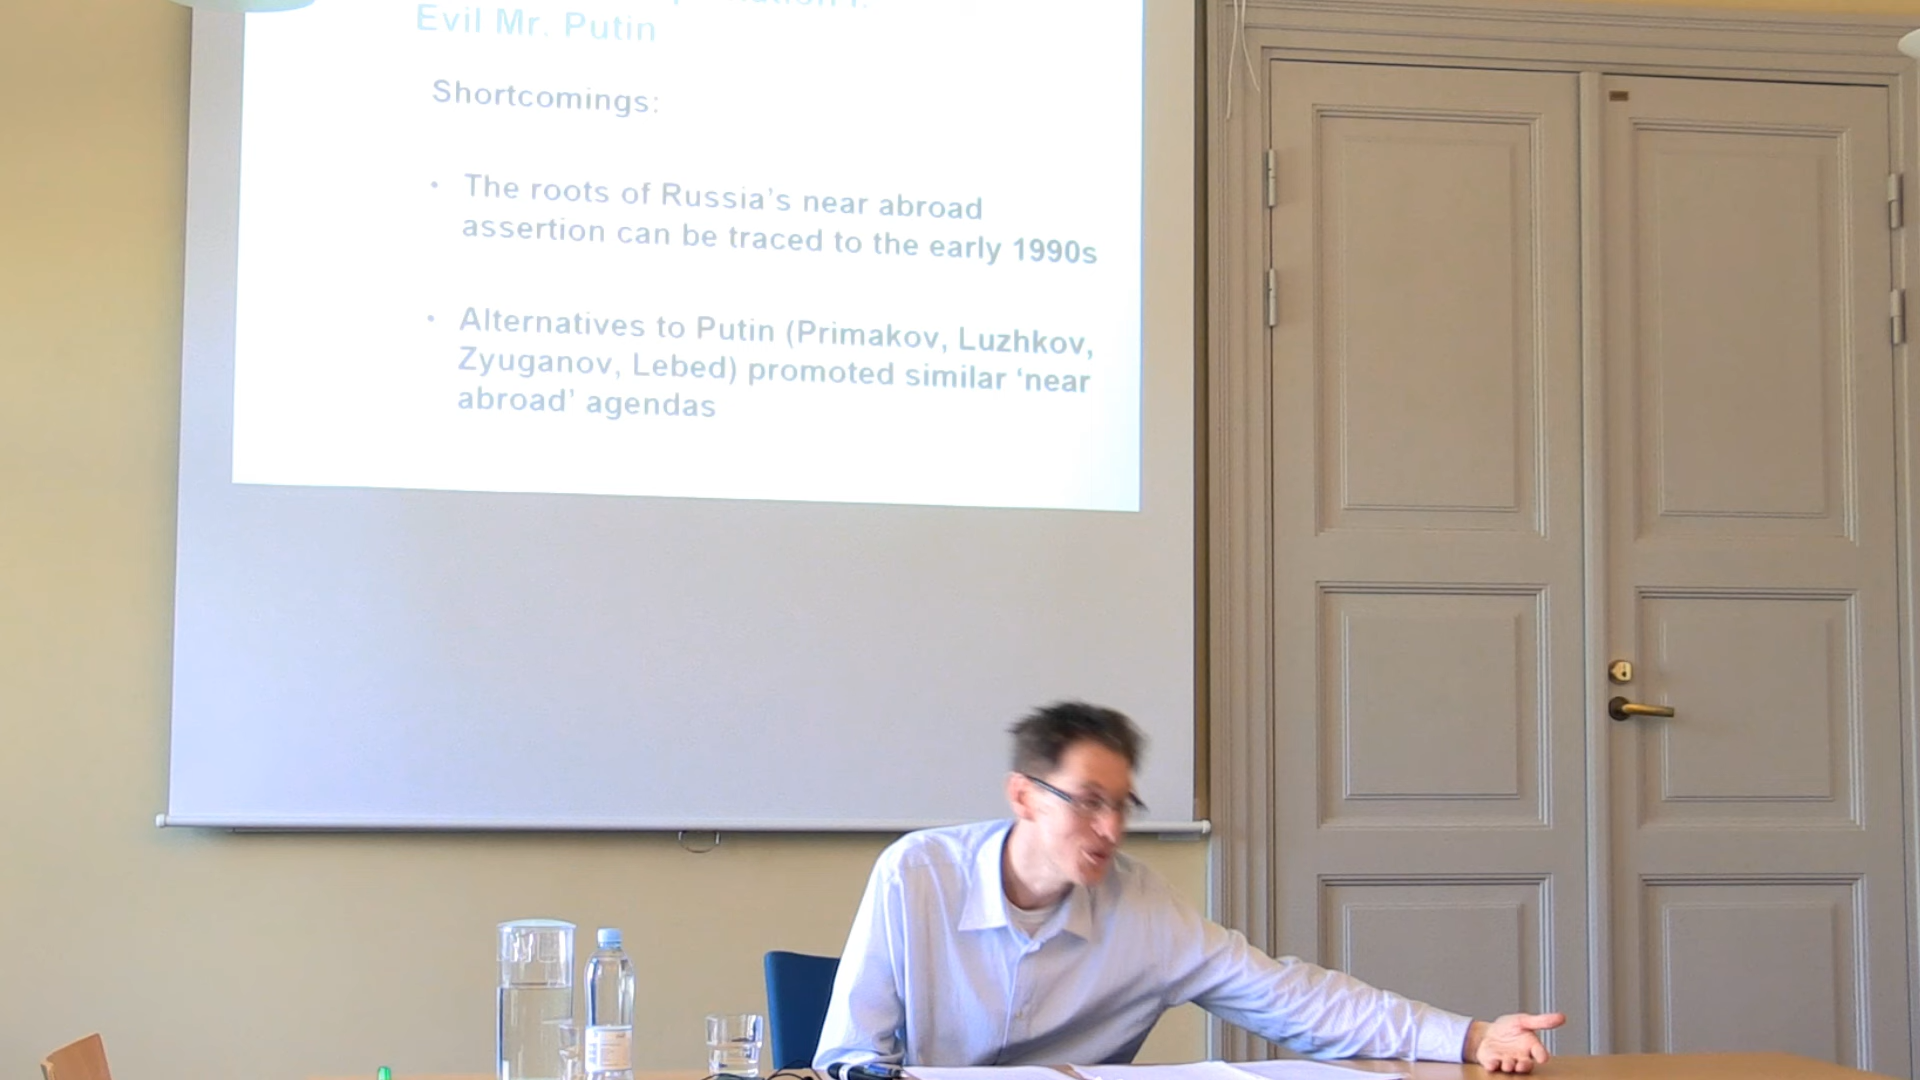 Evil Mr. Putin
Shortcomings:
• The roots of Russia’s near abroad
assertion can be traced to the early 1990s
• Alternatives to Putin (Primakov, Luzhkov,
Zyuganov, Lebed) promoted similar ‘near
abroad’ agendas